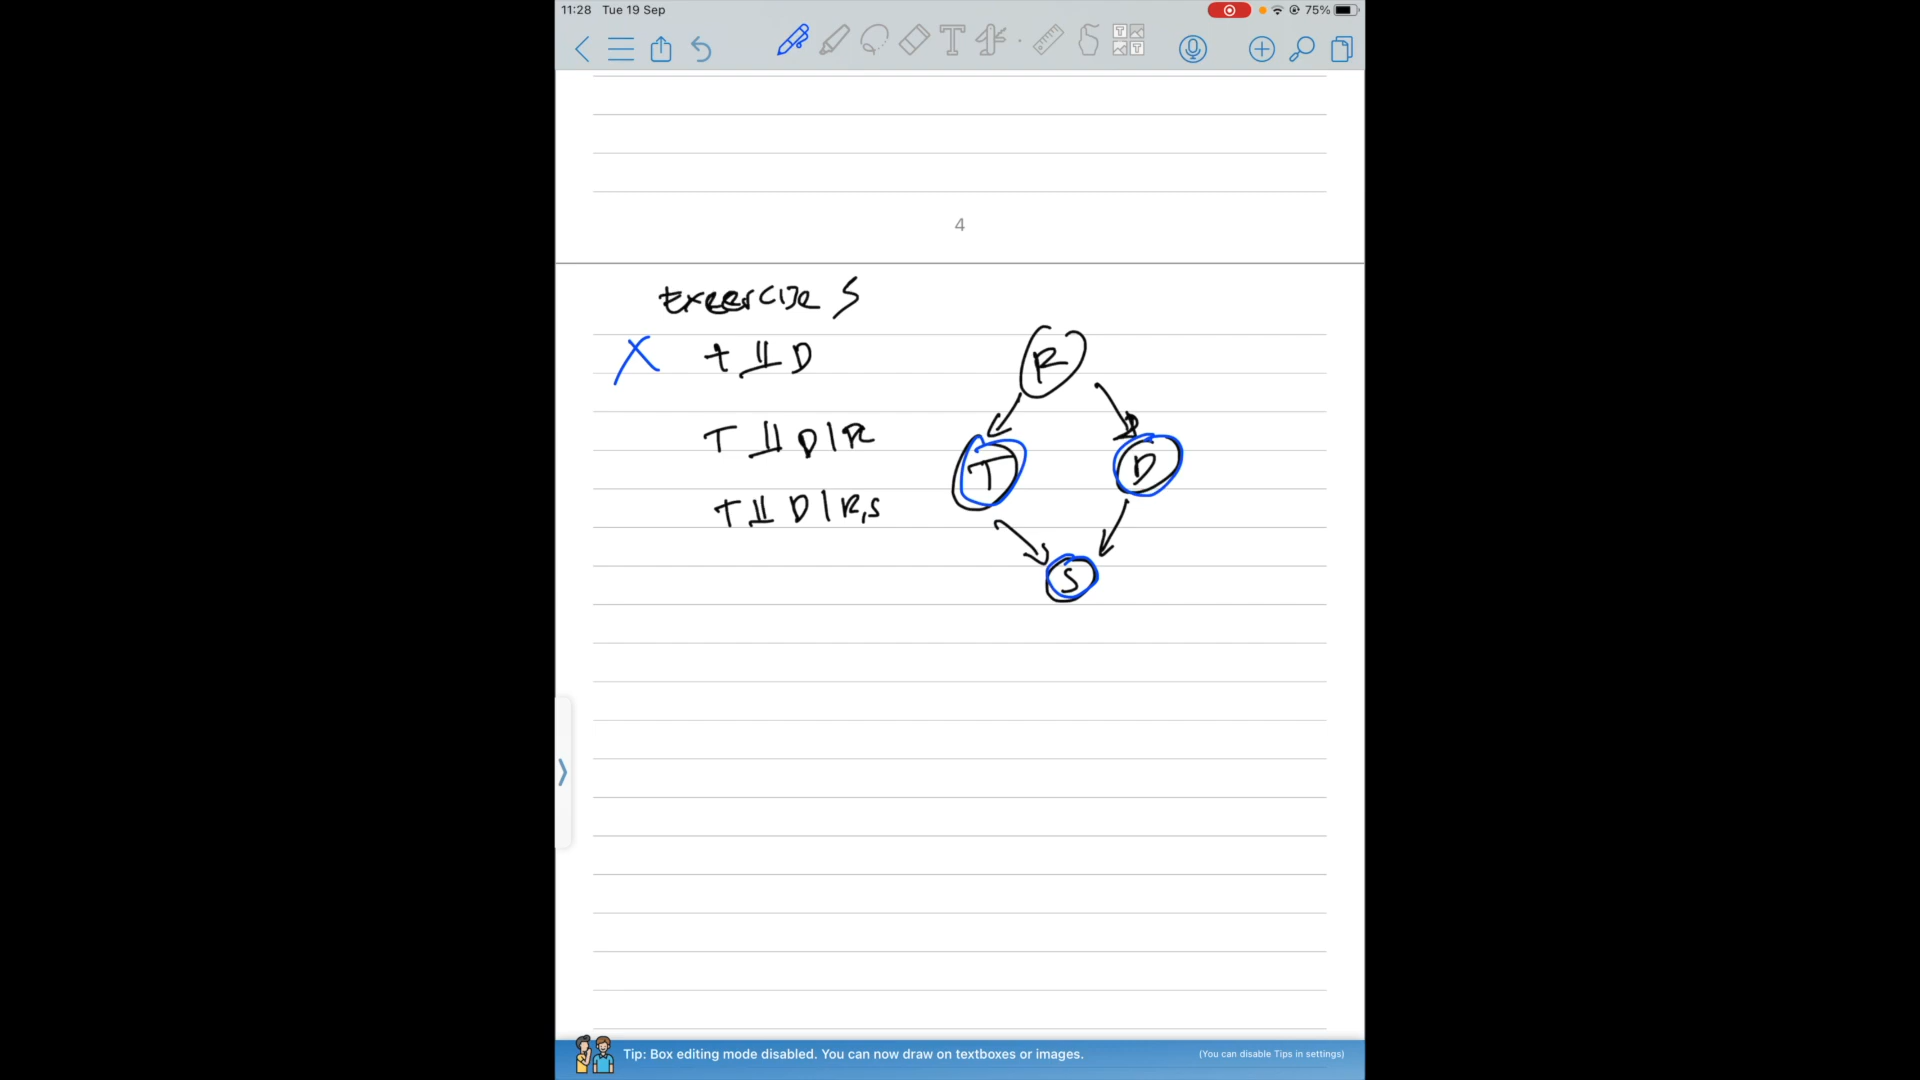 11:28 Tue 19 Sep 75%
4
Exeercise 5
X t ⫫ D
T ⫫ D | R
T ⫫ D | R,S
R
T D
S
Tip: Box editing mode disabled. You can now draw on textboxes or images. (You can disable Tips in settings)